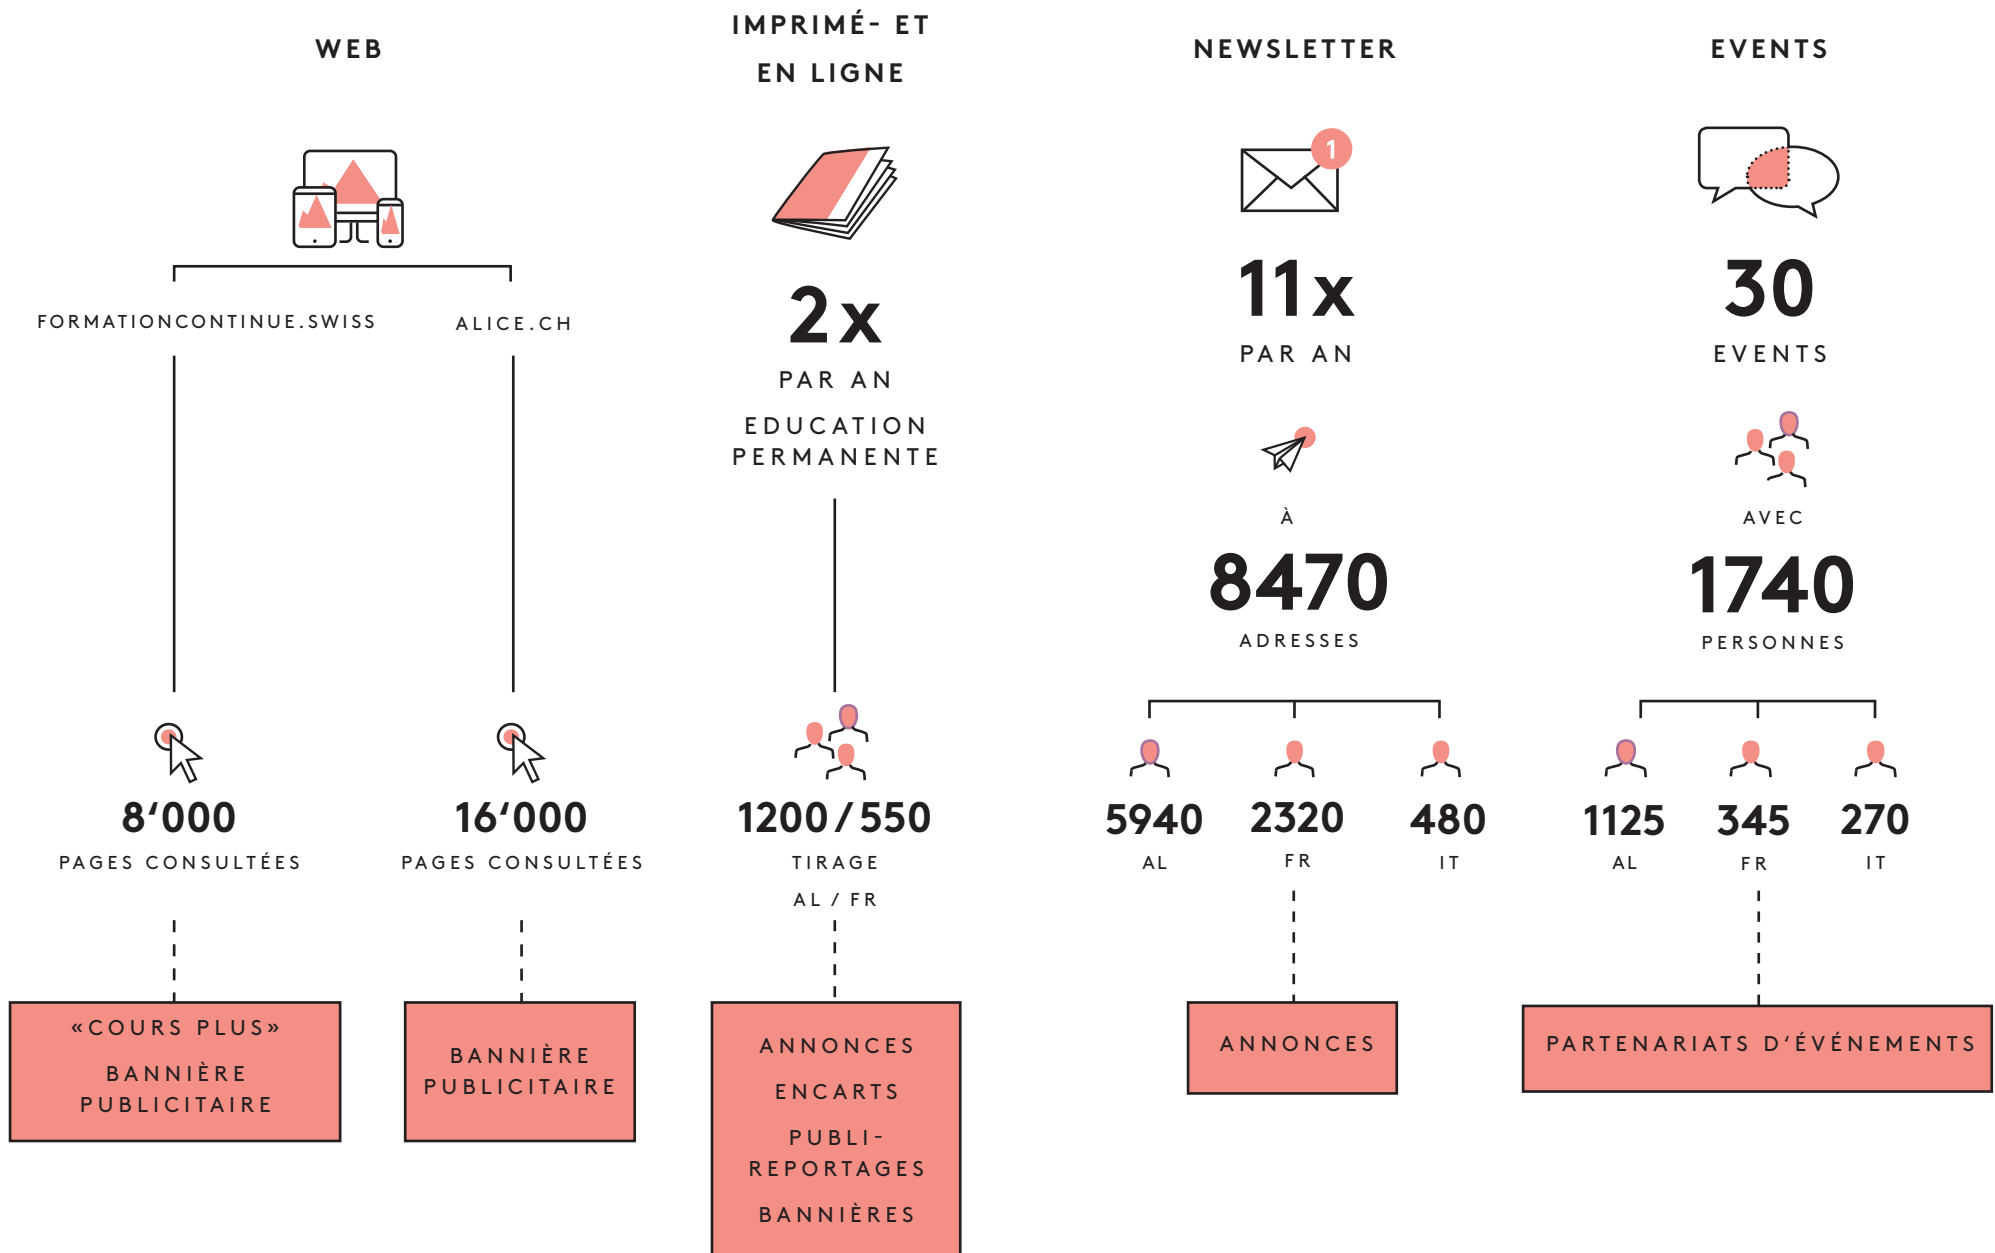 WEB
FORMATIONCONTINUE.SWISS
ALICE.CH
8‘000
PAGES CONSULTÉES
16‘000
PAGES CONSULTÉES
«COURS PLUS»
BANNIÈRE
PUBLICITAIRE
BANNIÈRE
PUBLICITAIRE
IMPRIMÉ- ET
EN LIGNE
2x
PAR AN
EDUCATION
PERMANENTE
1200/550
TIRAGE
AL / FR
ANNONCES
ENCARTS
PUBLI-
REPORTAGES
BANNIÈRES
NEWSLETTER
1
11x
PAR AN
À
8470
ADRESSES
5940
AL
2320
FR
480
IT
ANNONCES
EVENTS
30
EVENTS
AVEC
1740
PERSONNES
1125
AL
345
FR
270
IT
PARTENARIATS D‘ÉVÉNEMENTS